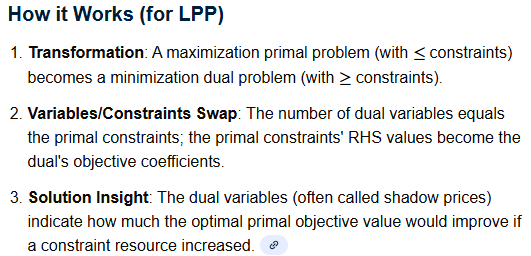 How it Works (for LPP)
1. Transformation: A maximization primal problem (with ≤ constraints)
becomes a minimization dual problem (with ≥ constraints).
2. Variables/Constraints Swap: The number of dual variables equals
the primal constraints; the primal constraints' RHS values become the
dual's objective coefficients.
3. Solution Insight: The dual variables (often called shadow prices)
indicate how much the optimal primal objective value would improve if
a constraint resource increased.